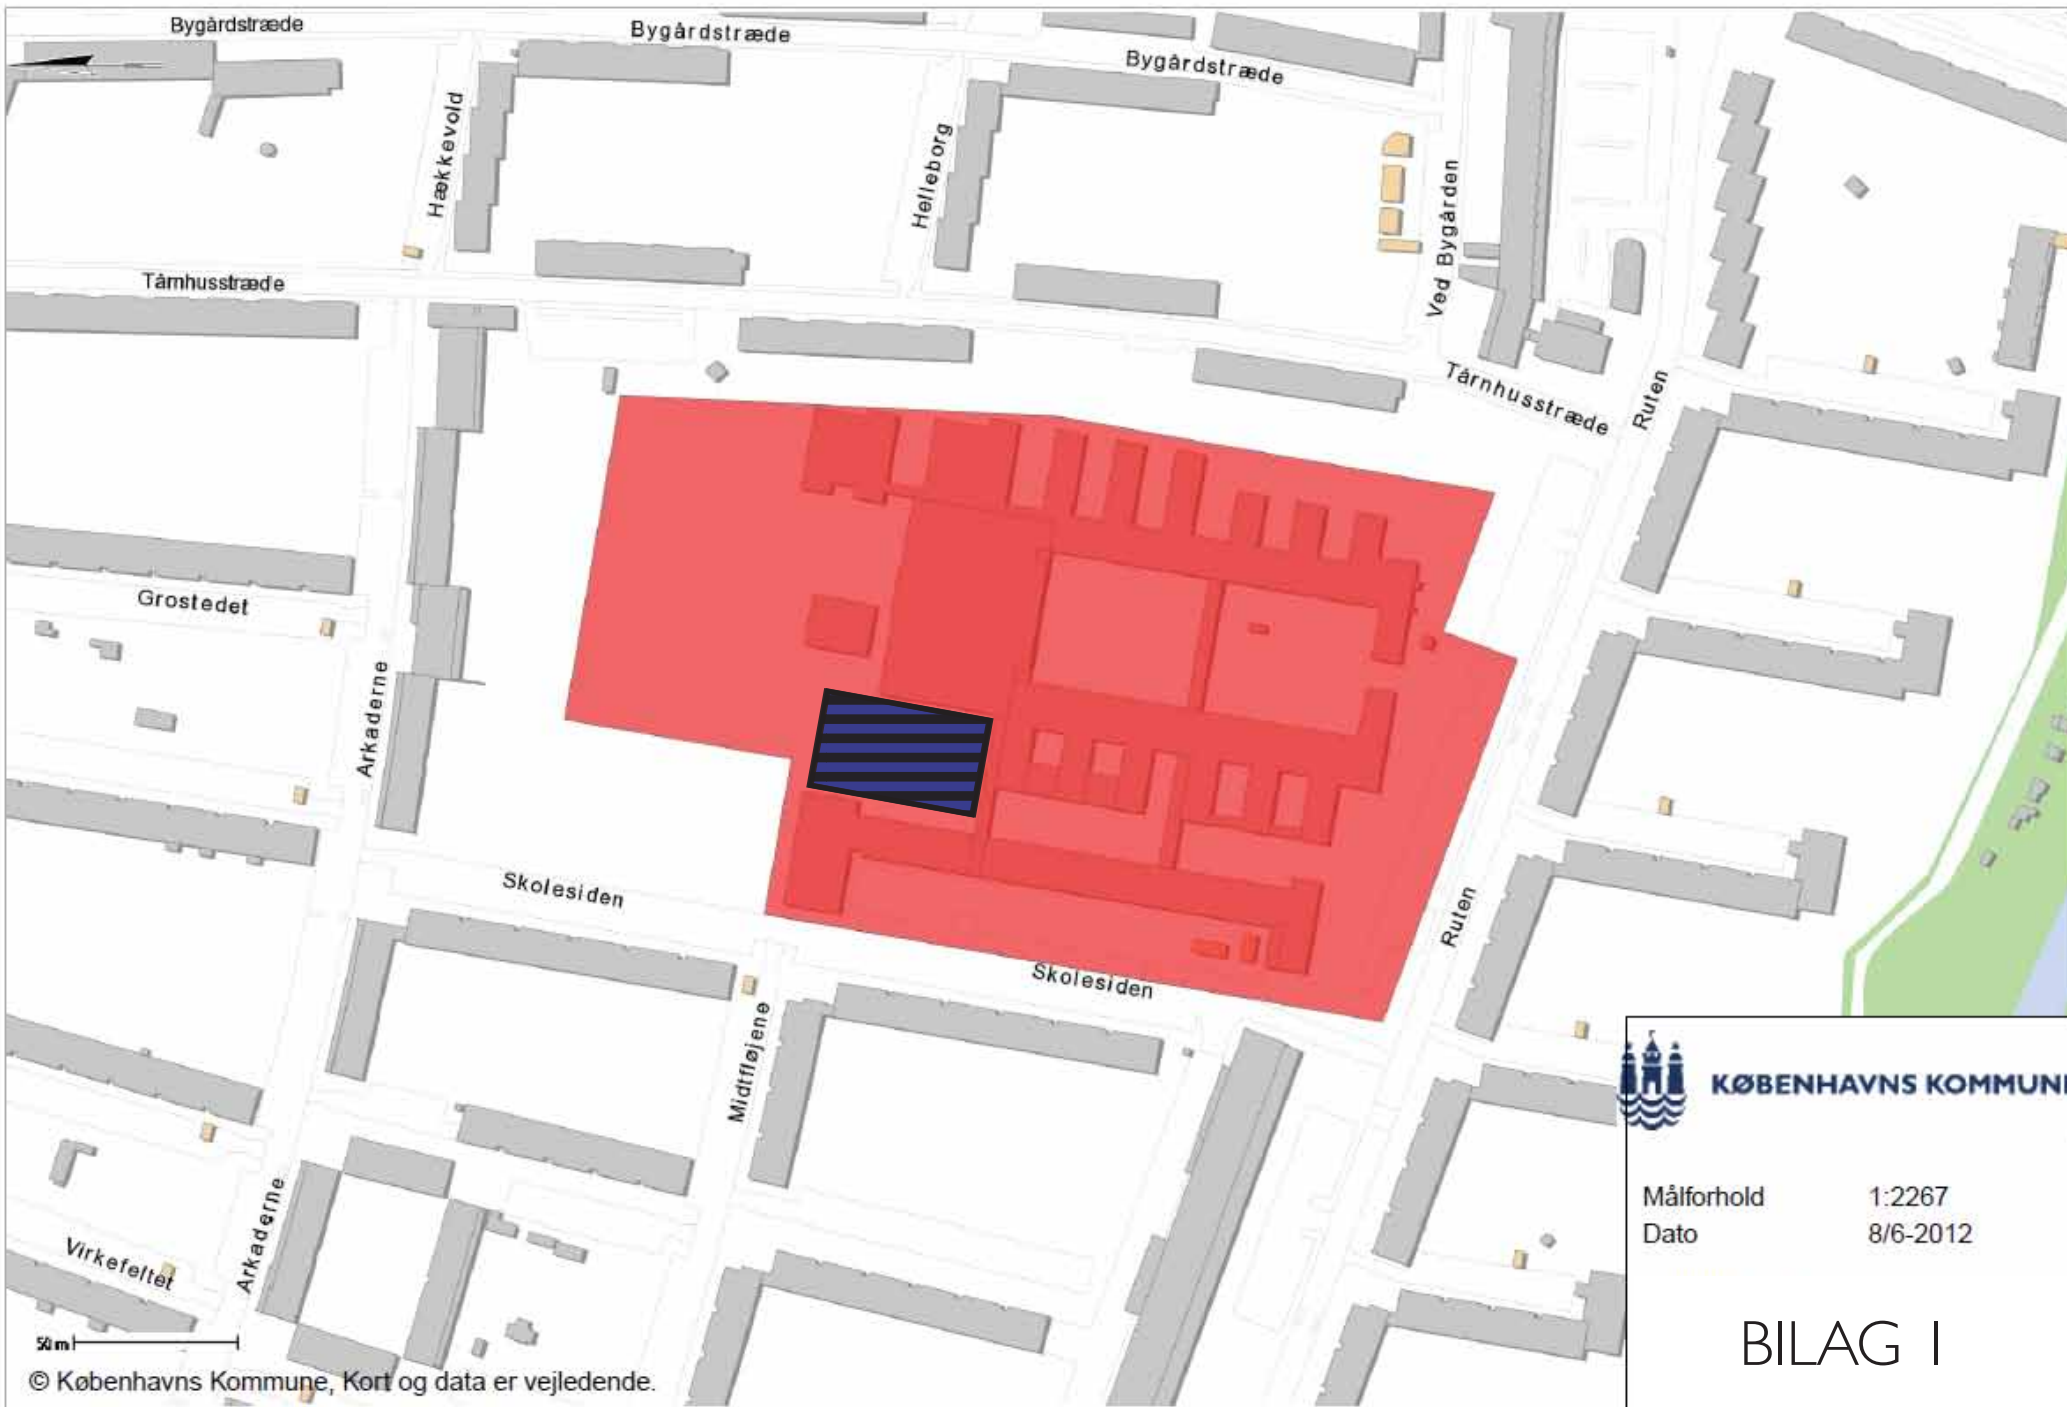 Bygårdstræde
Bygårdstræde
Bygårdstræde
Hækkevold
Helleborg
Ved Bygården
Tårnhusstræde
Tårnhusstræde
Ruten
Grostedet
Arkaderne
Skolesiden
Ruten
Skolesiden
Midtfløjene
Arkaderne
Virkefeltet
KØBENHAVNS KOMMUNE
Målforhold 1:2267
Dato 8/6-2012
BILAG 1
50 m
© Københavns Kommune, Kort og data er vejledende.